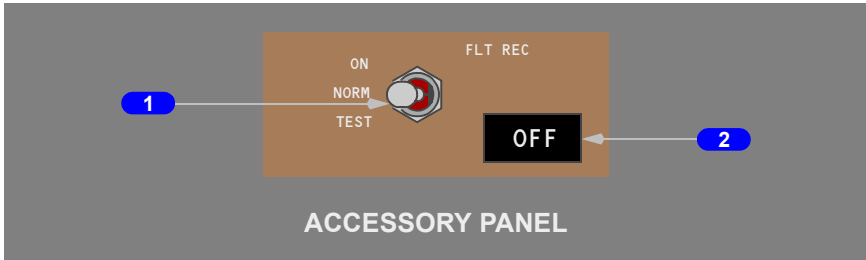 FLT REC
ON
NORM
TEST
1
OFF
2
ACCESSORY PANEL